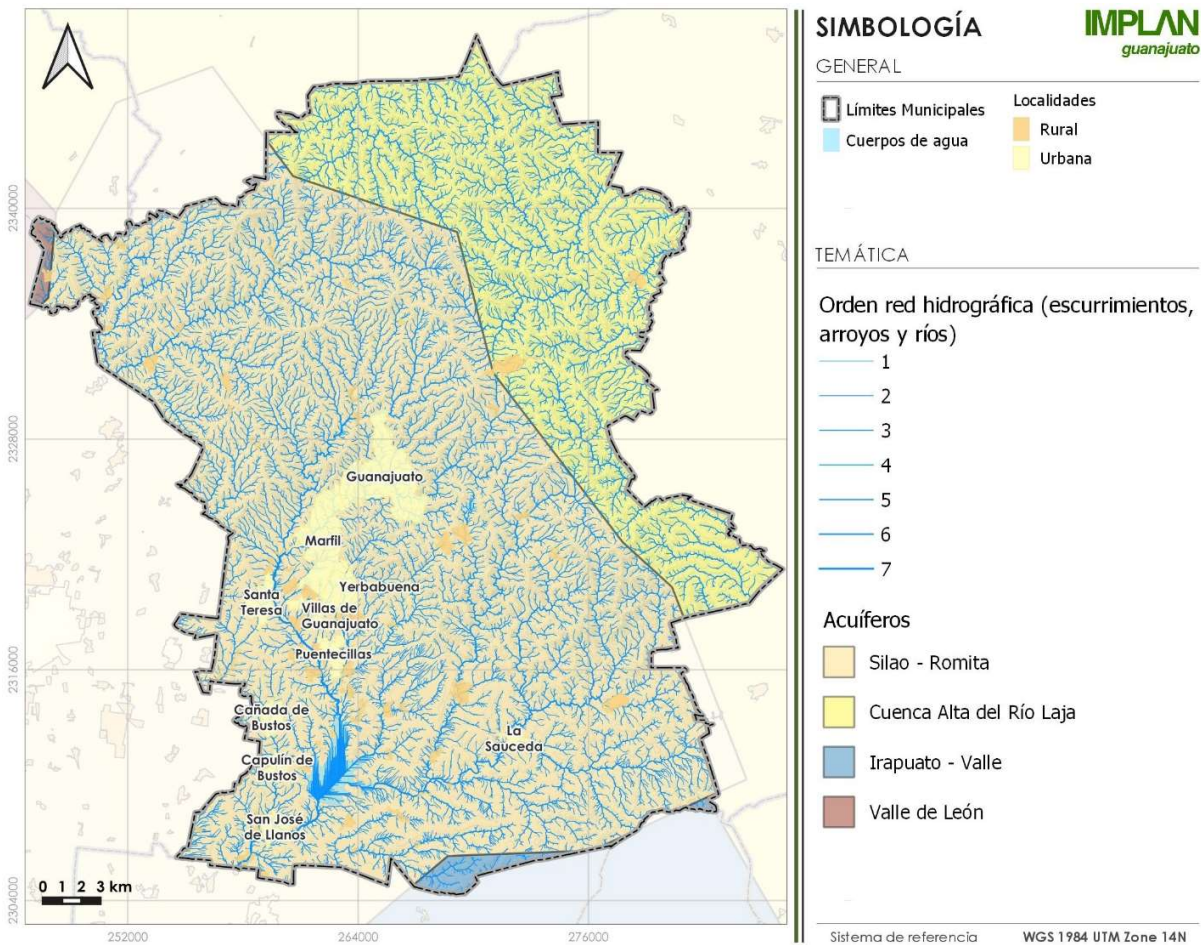 2340000
2328000
2316000
2304000
252000
264000
276000
Guanajuato
Marfil
Yerbabuena
Santa
Teresa
Villas de
Guanajuato
Puentecillas
Cañada de
Bustos
La
Sauceda
Capulín de
Bustos
San José
de Llanos
0 1 2 3 km
SIMBOLOGÍA
IMPLAN
guanajuato
GENERAL
Límites Municipales
Cuerpos de agua
Localidades
Rural
Urbana
TEMÁTICA
Orden red hidrográfica (escurrimientos,
arroyos y ríos)
1
2
3
4
5
6
7
Acuíferos
Silao - Romita
Cuenca Alta del Río Laja
Irapuato - Valle
Valle de León
Sistema de referencia WGS 1984 UTM Zone 14N